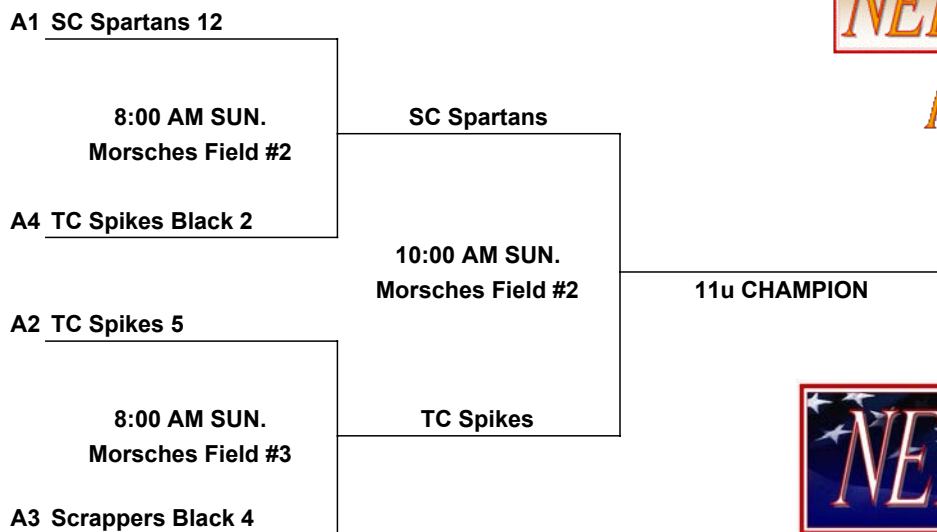 A1 SC Spartans 12
8:00 AM SUN.
Morsches Field #2
SC Spartans
A4 TC Spikes Black 2
10:00 AM SUN.
Morsches Field #2
11u CHAMPION
A2 TC Spikes 5
8:00 AM SUN.
Morsches Field #3
TC Spikes
A3 Scrappers Black 4